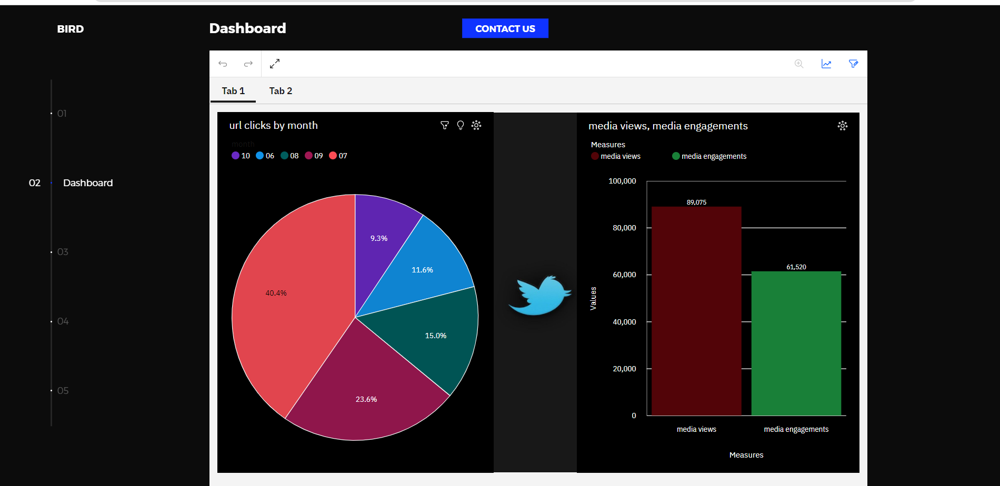 BIRD
Dashboard
CONTACT US
01
02 Dashboard
03
04
05
Tab 1 Tab 2
url clicks by month
month
10 06 08 09 07
9.3%
11.6%
40.4%
15.0%
23.6%
media views, media engagements
Measures
media views media engagements
100,000
89,075
80,000
61,520
60,000
Values
40,000
20,000
0
media views media engagements
Measures